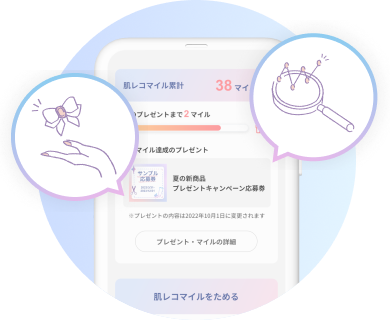 肌レコマイル累計
38 マイ
のプレゼントまで2マイル
マイル達成のプレゼント
サンプル
応募券
夏の新商品
プレゼントキャンペーン応募券
※プレゼントの内容は2022年10月1日に変更されます
プレゼント・マイルの詳細
肌レコマイルをためる